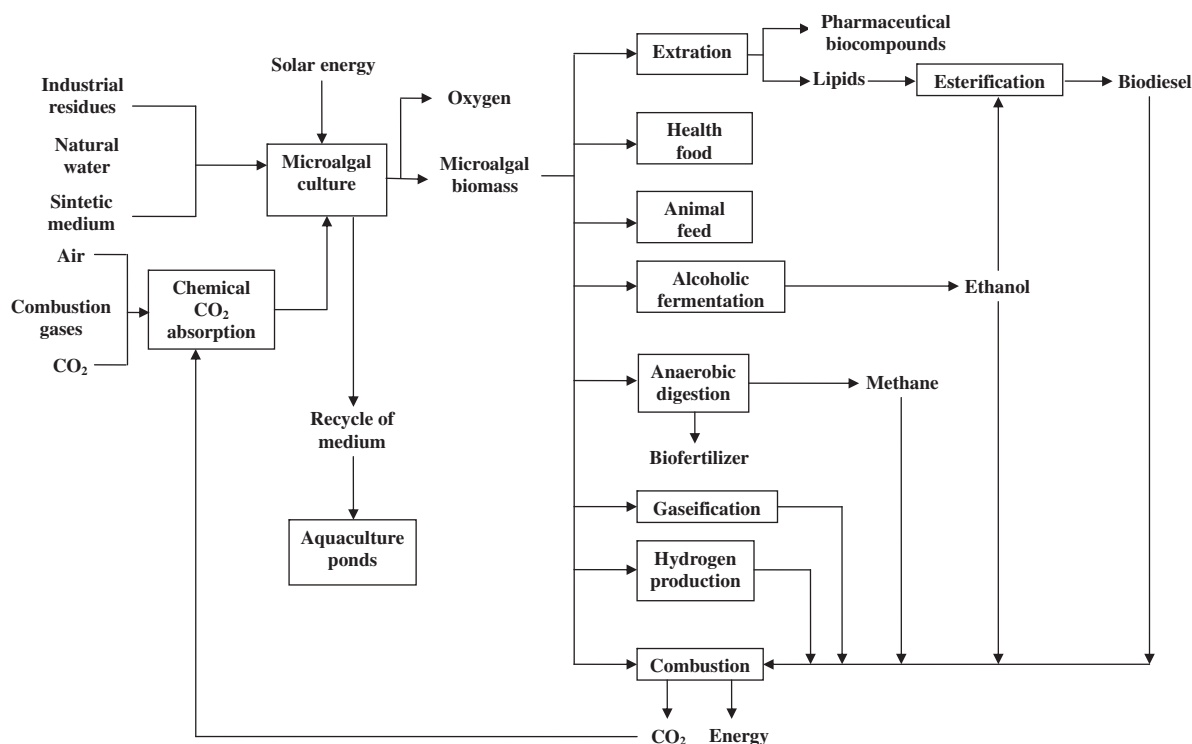 Solar energy
Industrial
residues
Natural
water
Sintetic
medium
Air
Combustion
gases
CO₂
Chemical
CO₂
absorption
Microalgal
culture
Recycle of
medium
Aquaculture
ponds
Oxygen
Microalgal
biomass
Extration
Pharmaceutical
biocompounds
Lipids
Esterification
Biodiesel
Health
food
Animal
feed
Alcoholic
fermentation
Ethanol
Anaerobic
digestion
Methane
Biofertilizer
Gaseification
Hydrogen
production
Combustion
CO₂
Energy